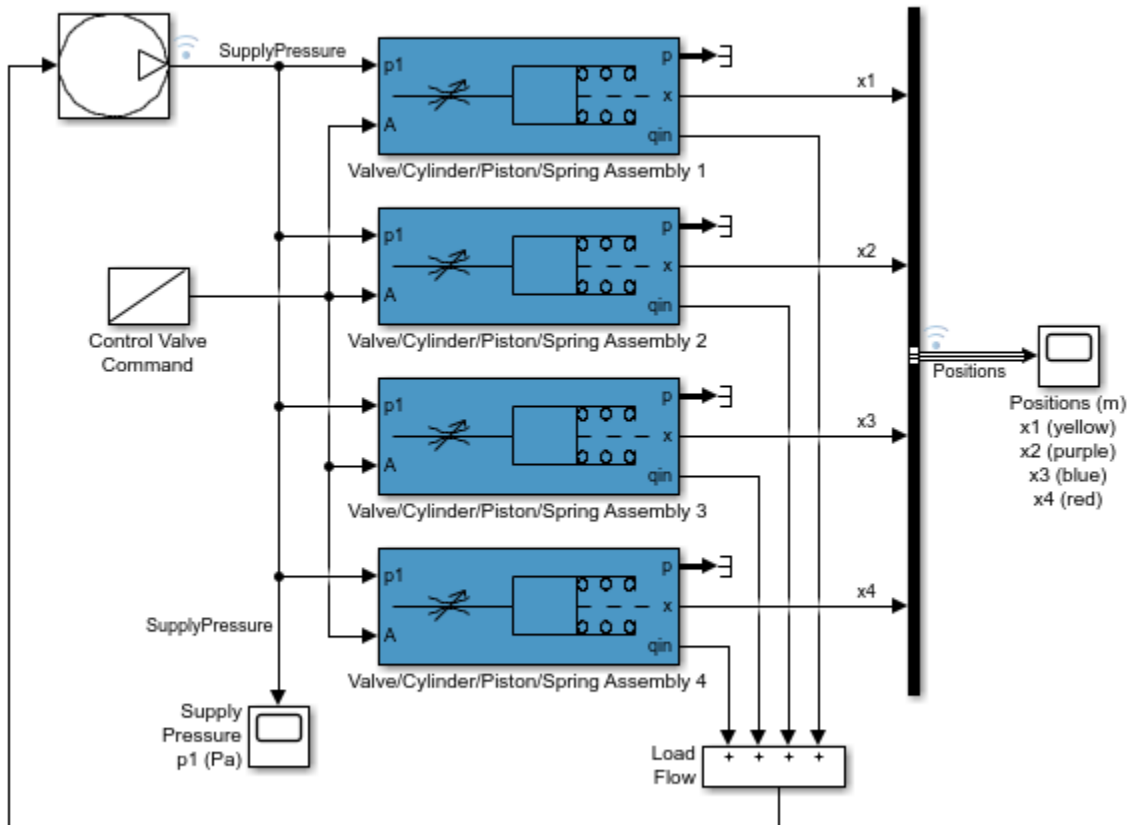 SupplyPressure
p1
A
p
x
qin
x1
Valve/Cylinder/Piston/Spring Assembly 1
p1
A
p
x
qin
x2
Valve/Cylinder/Piston/Spring Assembly 2
Control Valve
Command
Positions
Positions (m)
x1 (yellow)
x2 (purple)
x3 (blue)
x4 (red)
p1
A
p
x
qin
x3
Valve/Cylinder/Piston/Spring Assembly 3
p1
A
p
x
qin
x4
Valve/Cylinder/Piston/Spring Assembly 4
SupplyPressure
Supply
Pressure
p1 (Pa)
Load
Flow
+ + + +